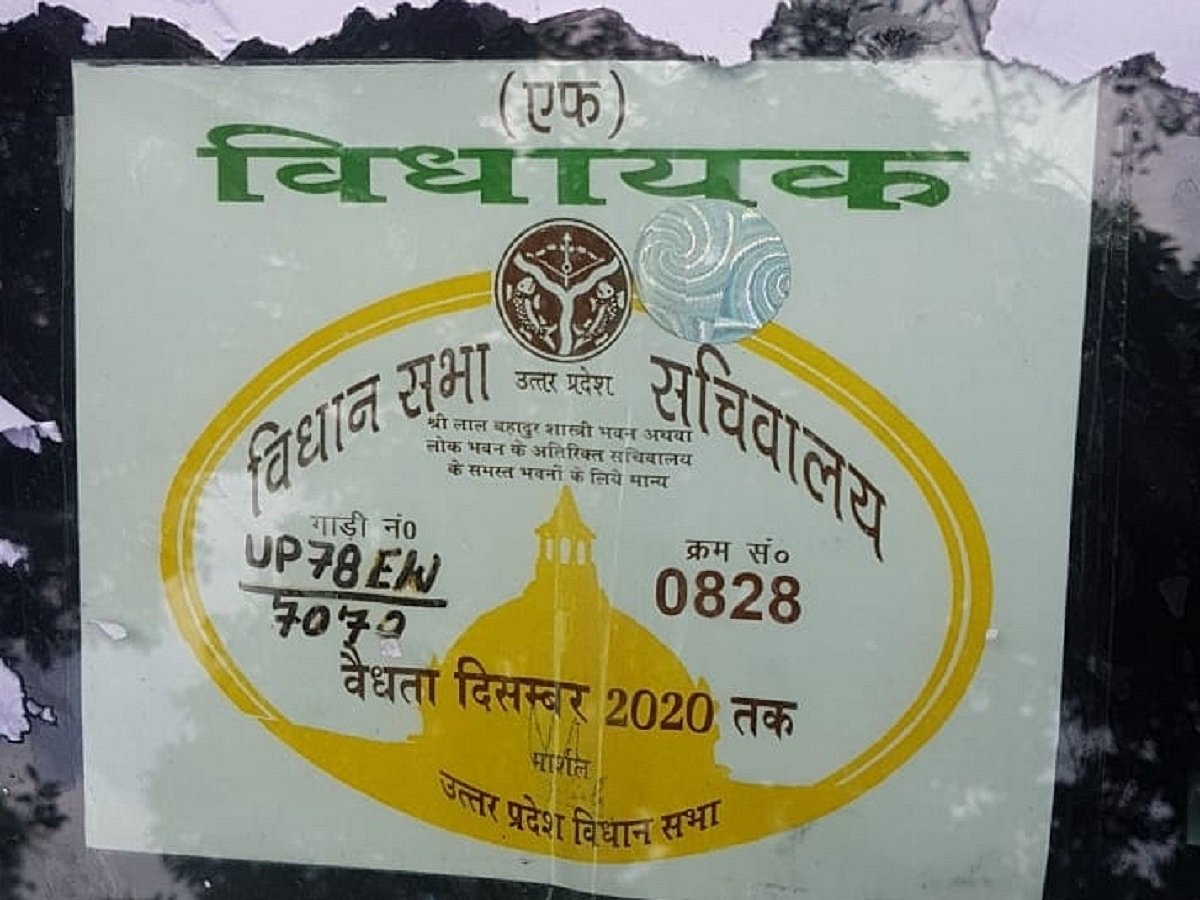 (एफ)
विधायक
विधान सभा सचिवालय
उत्तर प्रदेश
श्री लाल बहादुर शास्त्री भवन अथवा
लोक भवन के अतिरिक्त सचिवालय
के समस्त भवनों के लिये मान्य
गाड़ी नं०
UP78EW
7070
क्रम सं०
0828
वैधता दिसम्बर 2020 तक
मार्शल
उत्तर प्रदेश विधान सभा